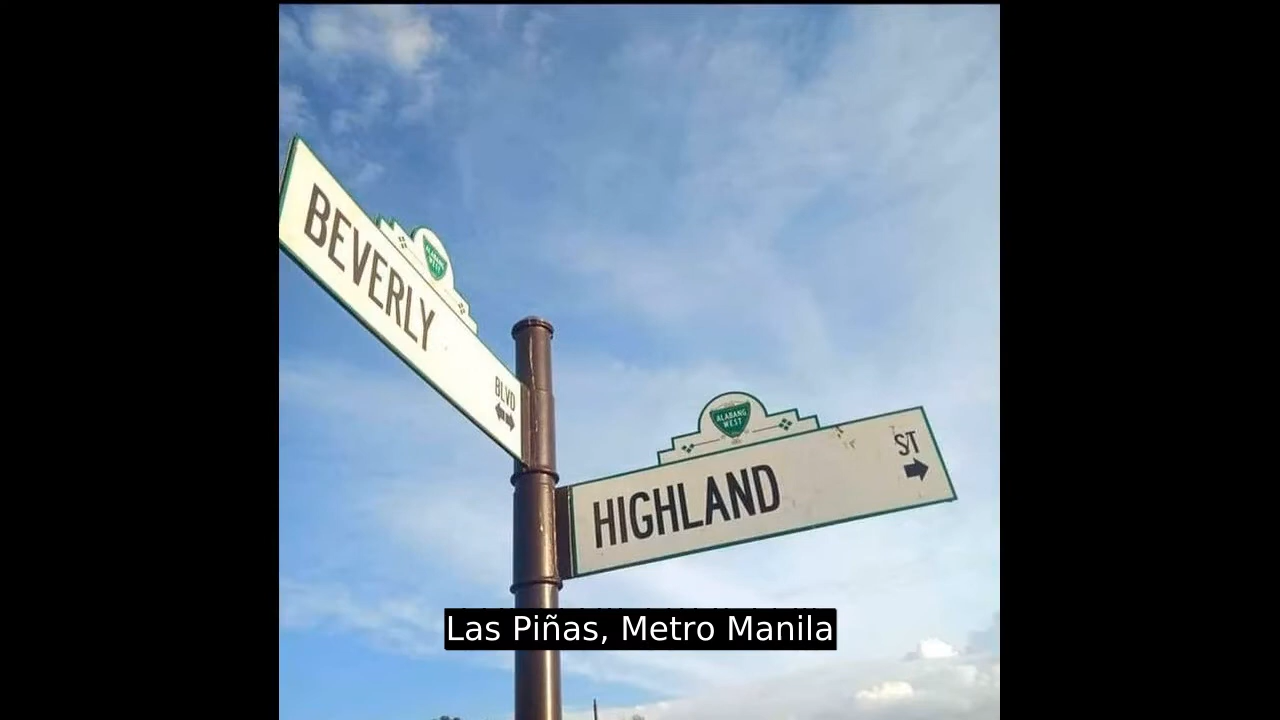 BEVERLY
BLVD
ALABANG
WEST
ALABANG
WEST
HIGHLAND
ST
Las Piñas, Metro Manila